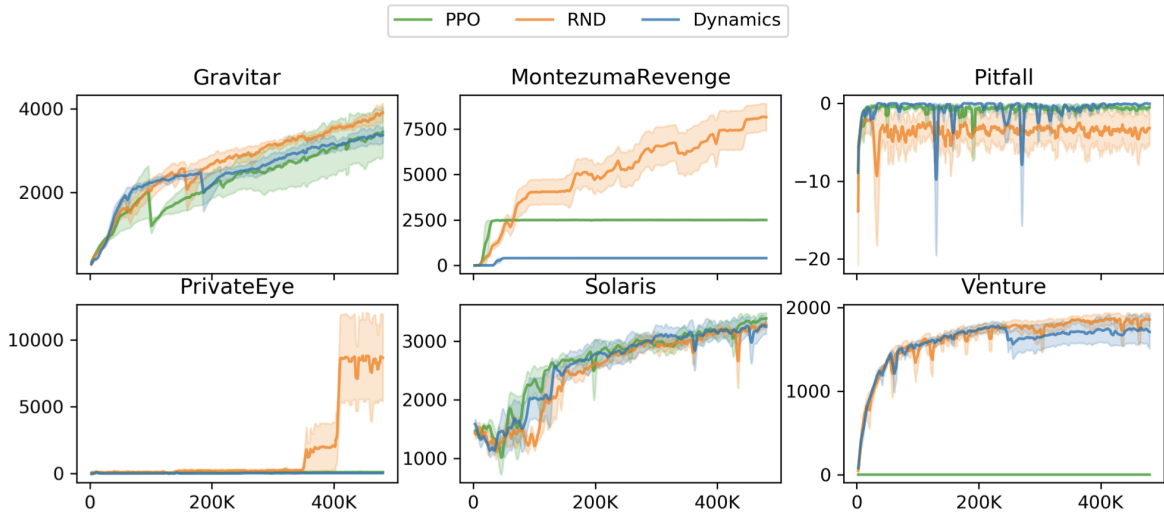 PPO RND Dynamics
Gravitar MontezumaRevenge Pitfall
4000 7500 0
2000 5000 −10
2500 −20
0
PrivateEye Solaris Venture
10000 3000 2000
5000 2000 1000
0 1000 0
0 200K 400K 0 200K 400K 0 200K 400K